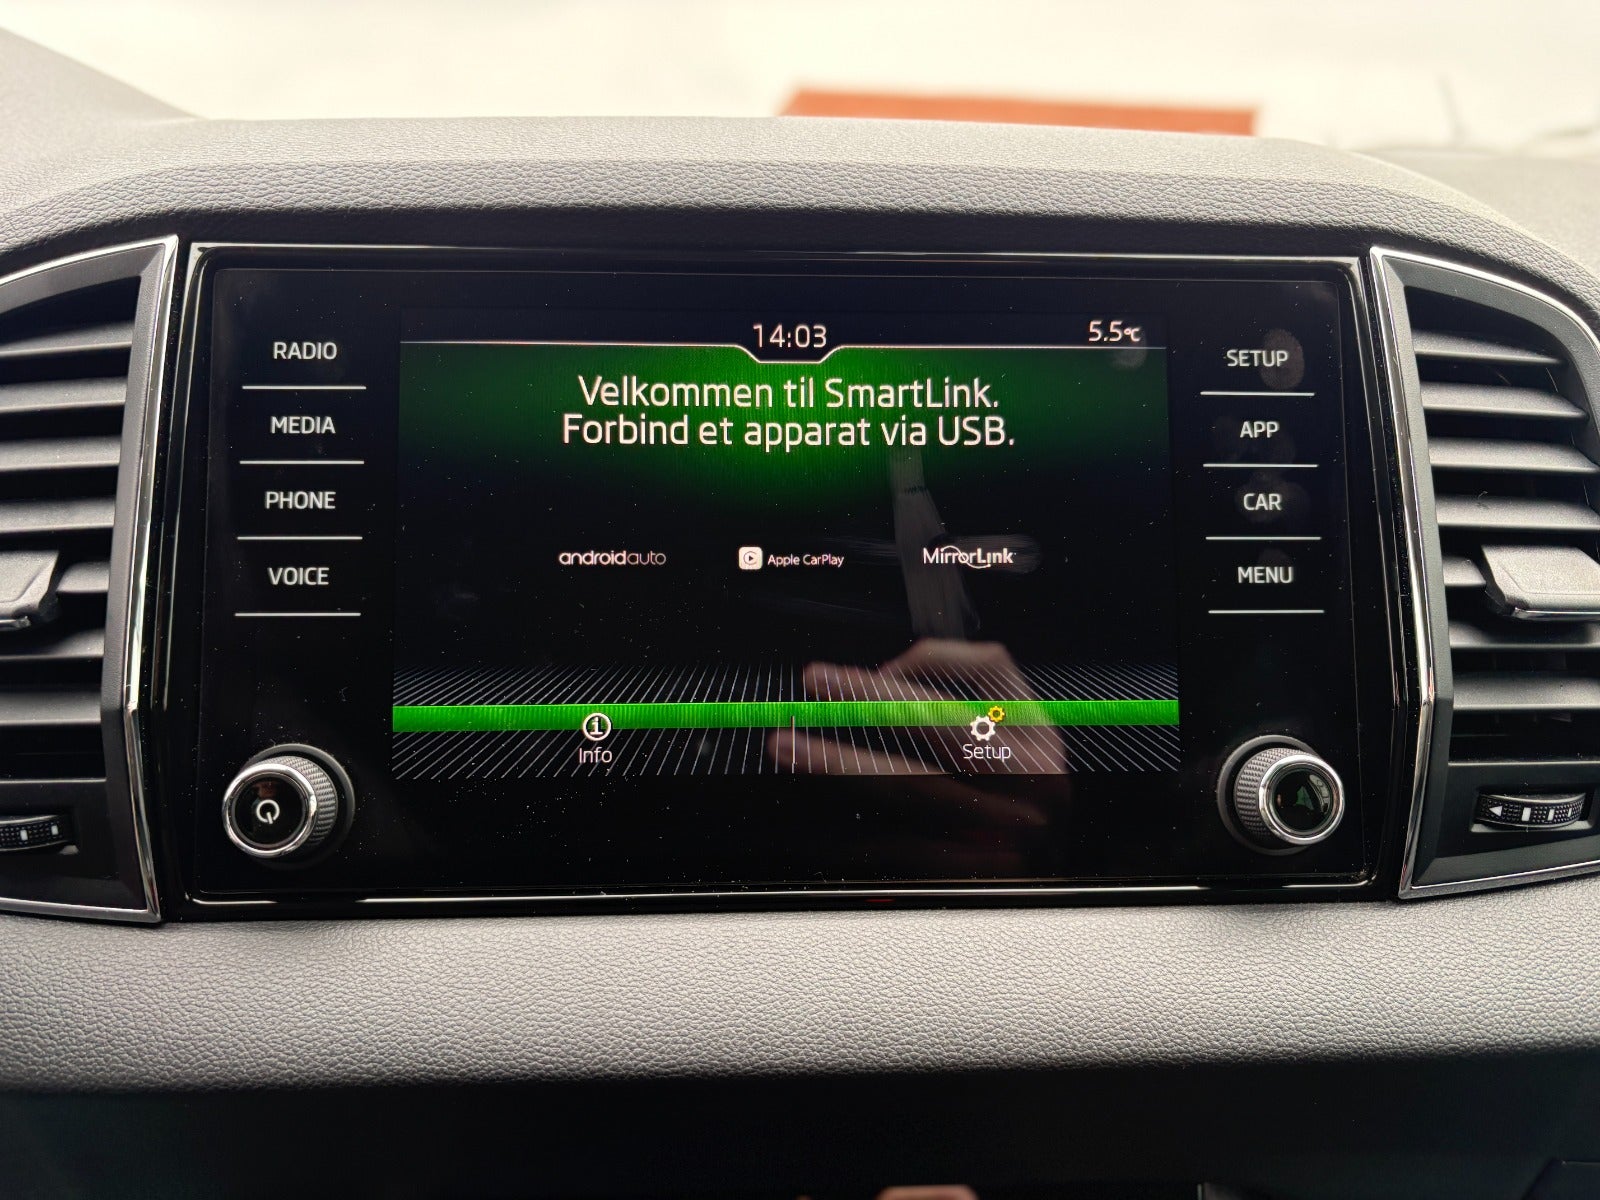 14:03
5.5°C
RADIO
MEDIA
PHONE
VOICE
Velkommen til SmartLink.
Forbind et apparat via USB.
androidauto
Apple CarPlay
MirrorLink
Info
Setup
SETUP
APP
CAR
MENU